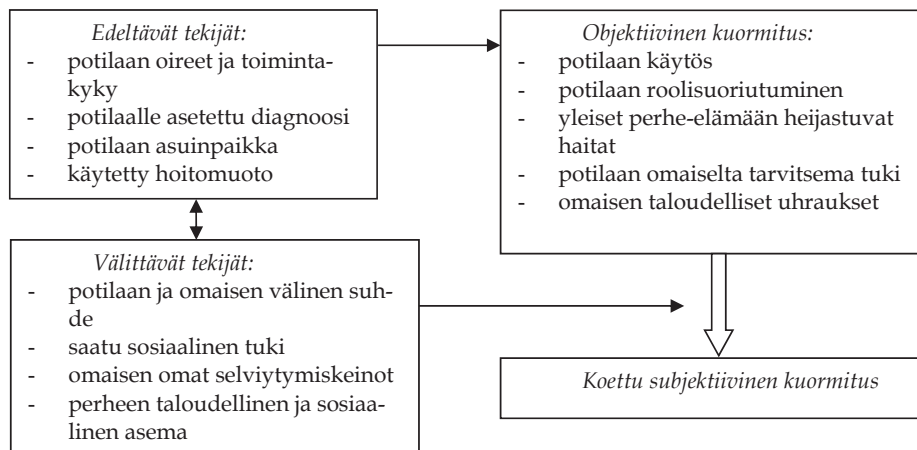 Edeltävät tekijät:
- potilaan oireet ja toiminta-
kyky
- potilaalle asetettu diagnoosi
- potilaan asuinpaikka
- käytetty hoitomuoto
Objektiivinen kuormitus:
- potilaan käytös
- potilaan roolisuoriutuminen
- yleiset perhe-elämään heijastuvat
haitat
- potilaan omaiselta tarvitsema tuki
- omaisen taloudelliset uhraukset
Välittävät tekijät:
- potilaan ja omaisen välinen suh-
de
- saatu sosiaalinen tuki
- omaisen omat selviytymiskeinot
- perheen taloudellinen ja sosiaa-
linen asema
Koettu subjektiivinen kuormitus